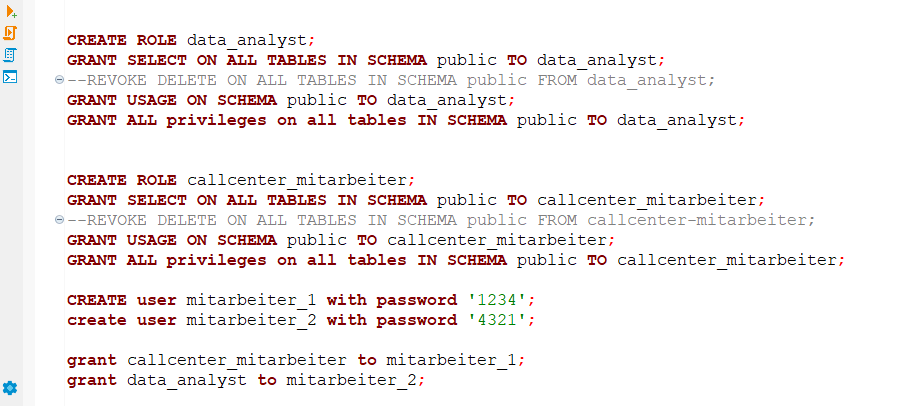 CREATE ROLE data_analyst;
GRANT SELECT ON ALL TABLES IN SCHEMA public TO data_analyst;
--REVOKE DELETE ON ALL TABLES IN SCHEMA public FROM data_analyst;
GRANT USAGE ON SCHEMA public TO data_analyst;
GRANT ALL privileges on all tables IN SCHEMA public TO data_analyst;
CREATE ROLE callcenter_mitarbeiter;
GRANT SELECT ON ALL TABLES IN SCHEMA public TO callcenter_mitarbeiter;
--REVOKE DELETE ON ALL TABLES IN SCHEMA public FROM callcenter-mitarbeiter;
GRANT USAGE ON SCHEMA public TO callcenter_mitarbeiter;
GRANT ALL privileges on all tables IN SCHEMA public TO callcenter_mitarbeiter;
CREATE user mitarbeiter_1 with password '1234';
create user mitarbeiter_2 with password '4321';
grant callcenter_mitarbeiter to mitarbeiter_1;
grant data_analyst to mitarbeiter_2;